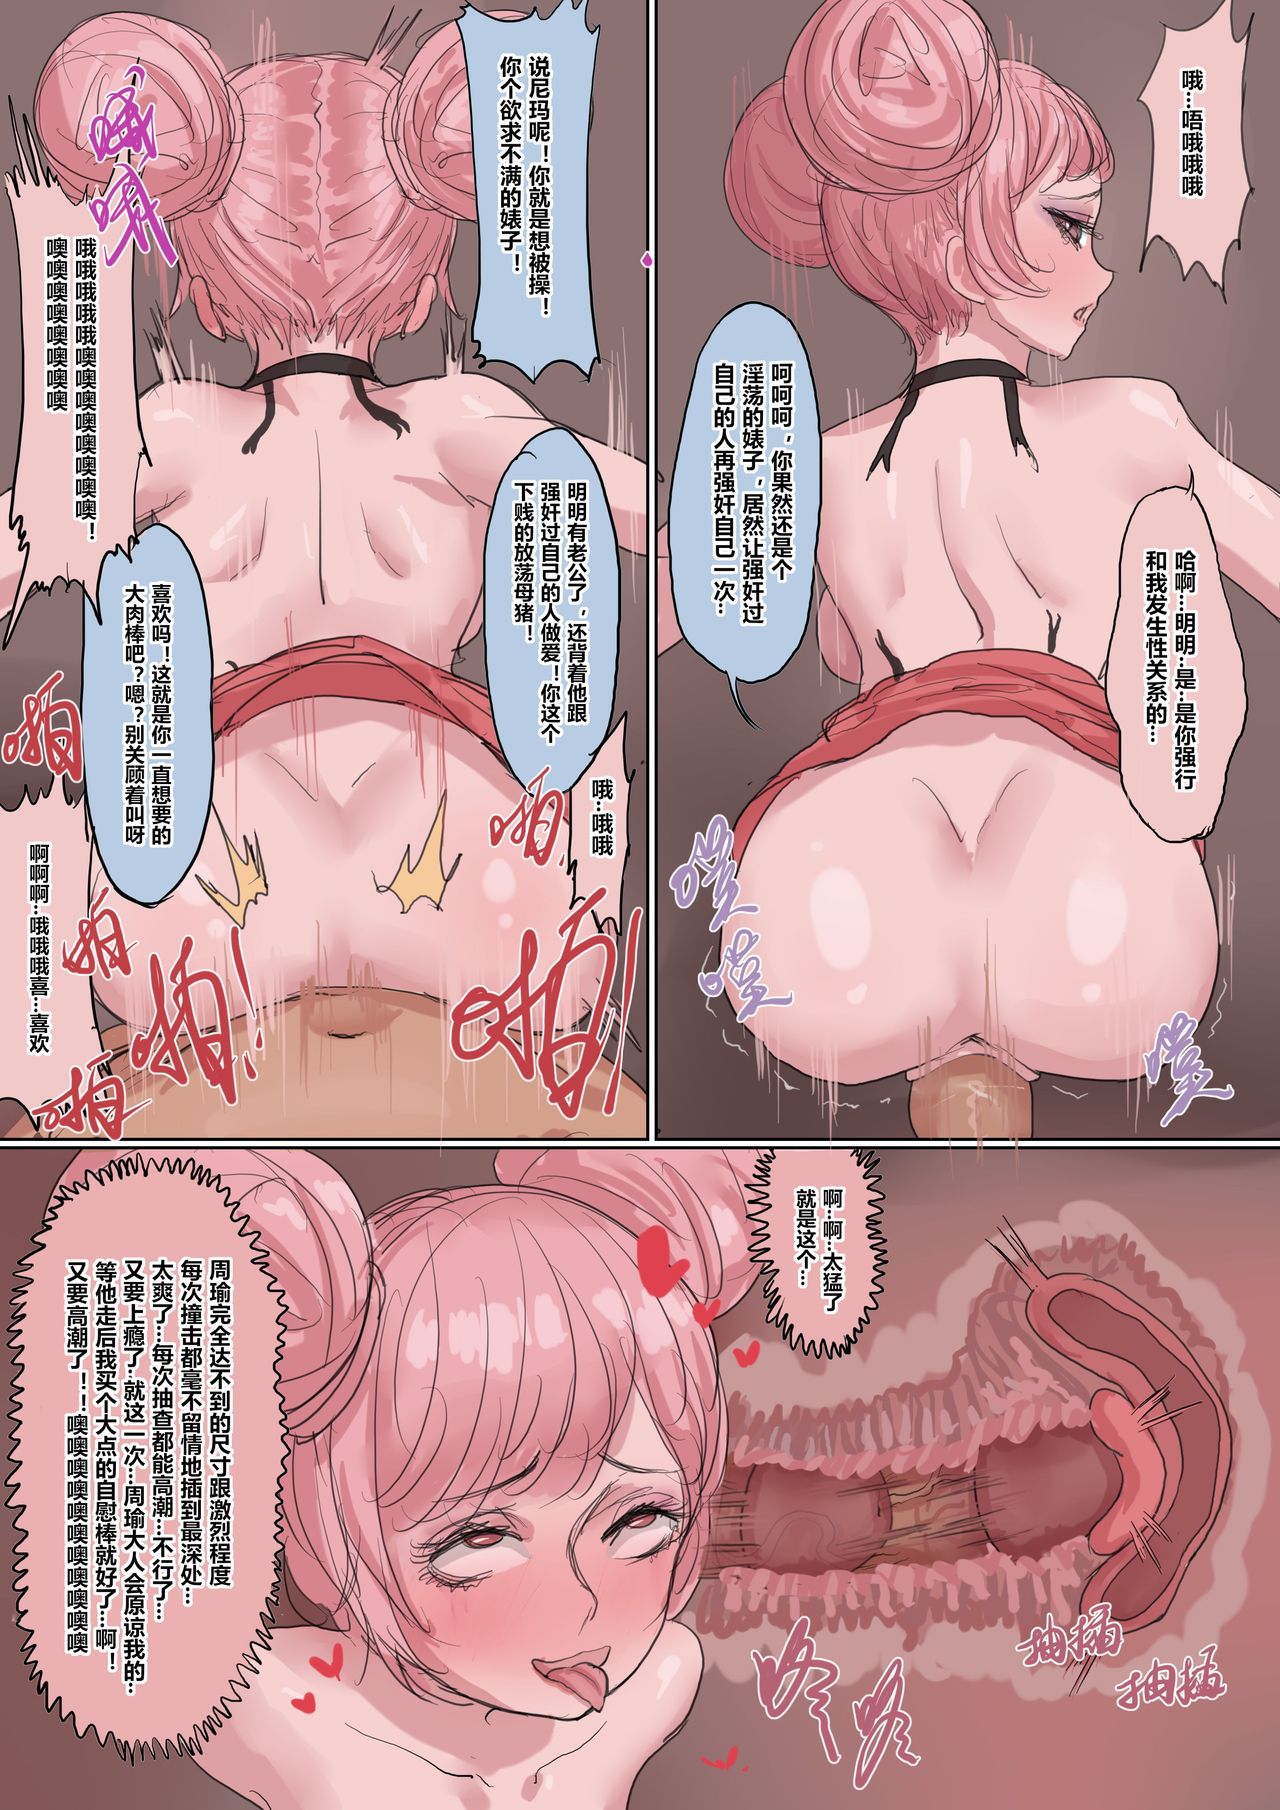 哦…唔哦哦哦
哈啊…明明…是…是你强行
和我发生性关系的…
呵呵呵，你果然还是个
淫荡的婊子，居然让强奸过
自己的人再强奸自己一次…
噗
噗
噗
说尼玛呢！你就是想被操！
你个欲求不满的婊子！
哦哦哦哦哦噢噢噢噢噢噢噢噢！
噢噢噢噢噢噢噢噢
明明有老公了，还背着他跟
强奸过自己的人做爱！你这个
下贱的放荡母猪！
哦…哦哦
喜欢吗！这就是你一直想要的
大肉棒吧？嗯？别关顾着叫呀
啊啊啊…哦哦哦喜…喜欢
啪
啪
啪
啪
啪！
啪！
啊…啊…太猛了
就是这个…
周瑜完全达不到的尺寸跟激烈程度
每次撞击都毫不留情地插到最深处…
太爽了…每次抽查都能高潮…不行了…
又要上瘾了…就这一次…周瑜大人会原谅我的…
等他走后我买个大点的自慰棒就好了…啊！
又要高潮了！！噢噢噢噢噢噢噢噢噢噢噢
咚
咚
抽插
抽插